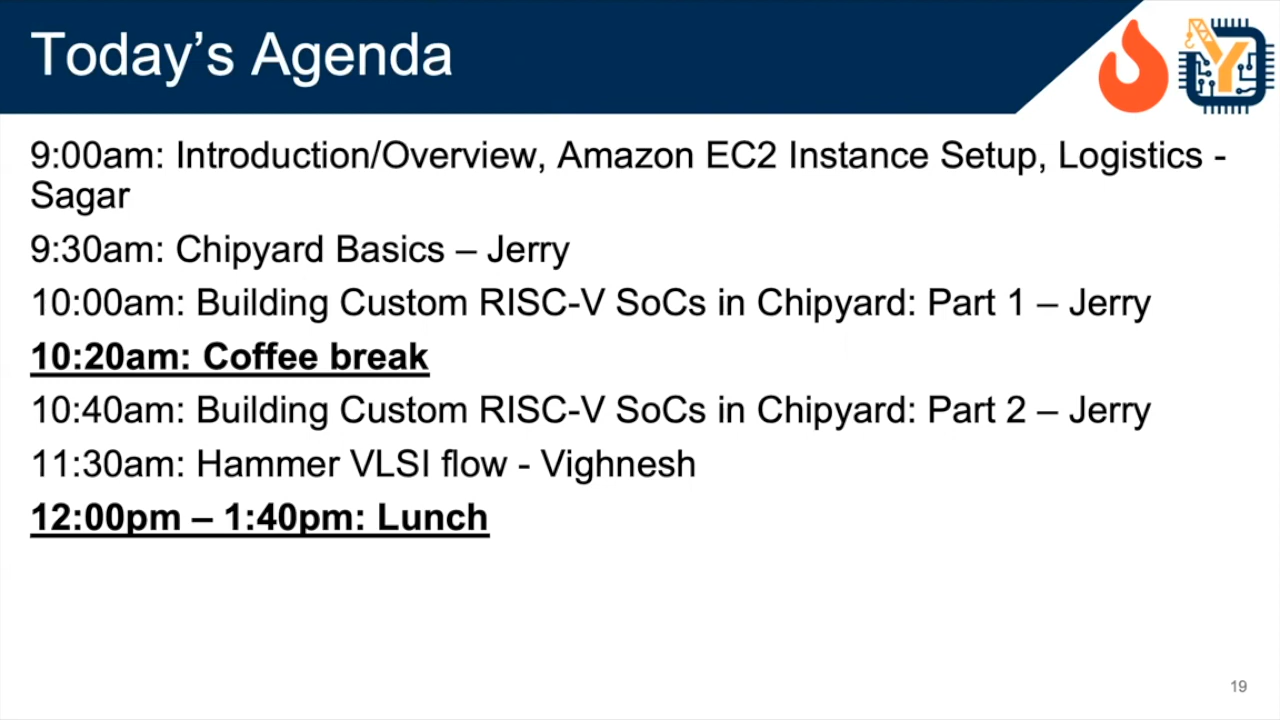 Today’s Agenda
9:00am: Introduction/Overview, Amazon EC2 Instance Setup, Logistics -
Sagar
9:30am: Chipyard Basics – Jerry
10:00am: Building Custom RISC-V SoCs in Chipyard: Part 1 – Jerry
10:20am: Coffee break
10:40am: Building Custom RISC-V SoCs in Chipyard: Part 2 – Jerry
11:30am: Hammer VLSI flow - Vighnesh
12:00pm – 1:40pm: Lunch
19